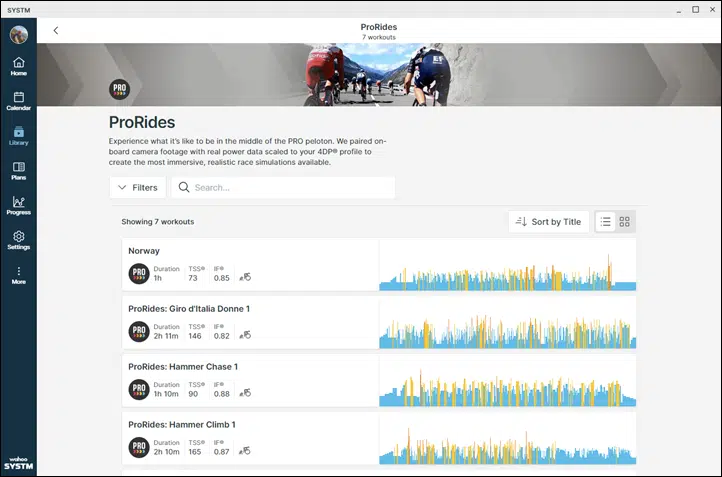 SYSTM
ProRides
7 workouts
Home
Calendar
Library
Plans
Progress
Settings
More
wahoo
SYSTM
PRO
EF
ProRides
Experience what it's like to be in the middle of the PRO peloton. We paired on-
board camera footage with real power data scaled to your 4DP® profile to
create the most immersive, realistic race simulations available.
Filters
Search...
Showing 7 workouts
Sort by Title
Norway
PRO
Duration TSS® IF®
1h 73 0.85
ProRides: Giro d'Italia Donne 1
PRO
Duration TSS® IF®
2h 11m 146 0.82
ProRides: Hammer Chase 1
PRO
Duration TSS® IF®
1h 10m 90 0.88
ProRides: Hammer Climb 1
PRO
Duration TSS® IF®
2h 10m 165 0.87